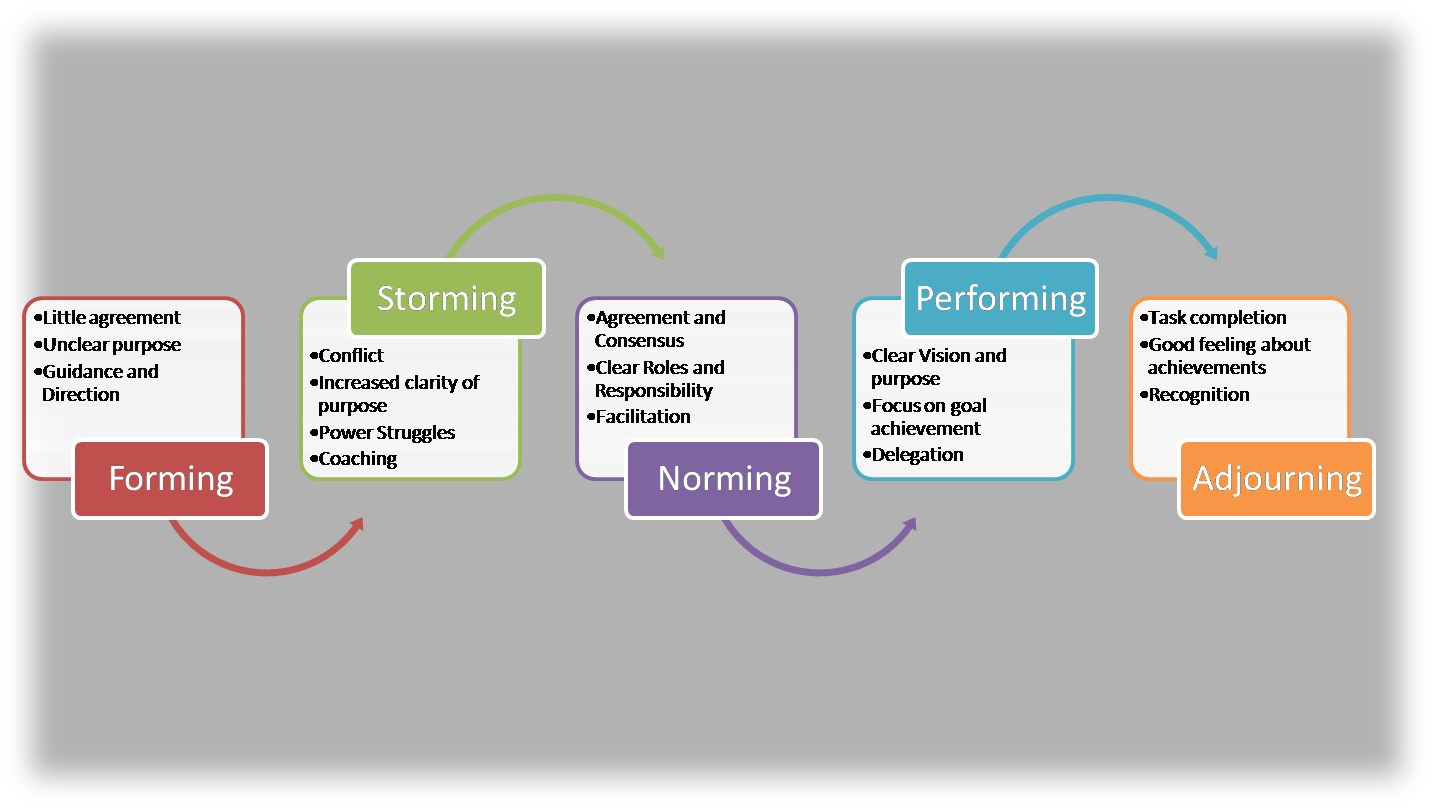 •Little agreement
•Unclear purpose
•Guidance and
Direction
Forming
Storming
•Conflict
•Increased clarity of
purpose
•Power Struggles
•Coaching
•Agreement and
Consensus
•Clear Roles and
Responsibility
•Facilitation
Norming
Performing
•Clear Vision and
purpose
•Focus on goal
achievement
•Delegation
•Task completion
•Good feeling about
achievements
•Recognition
Adjourning